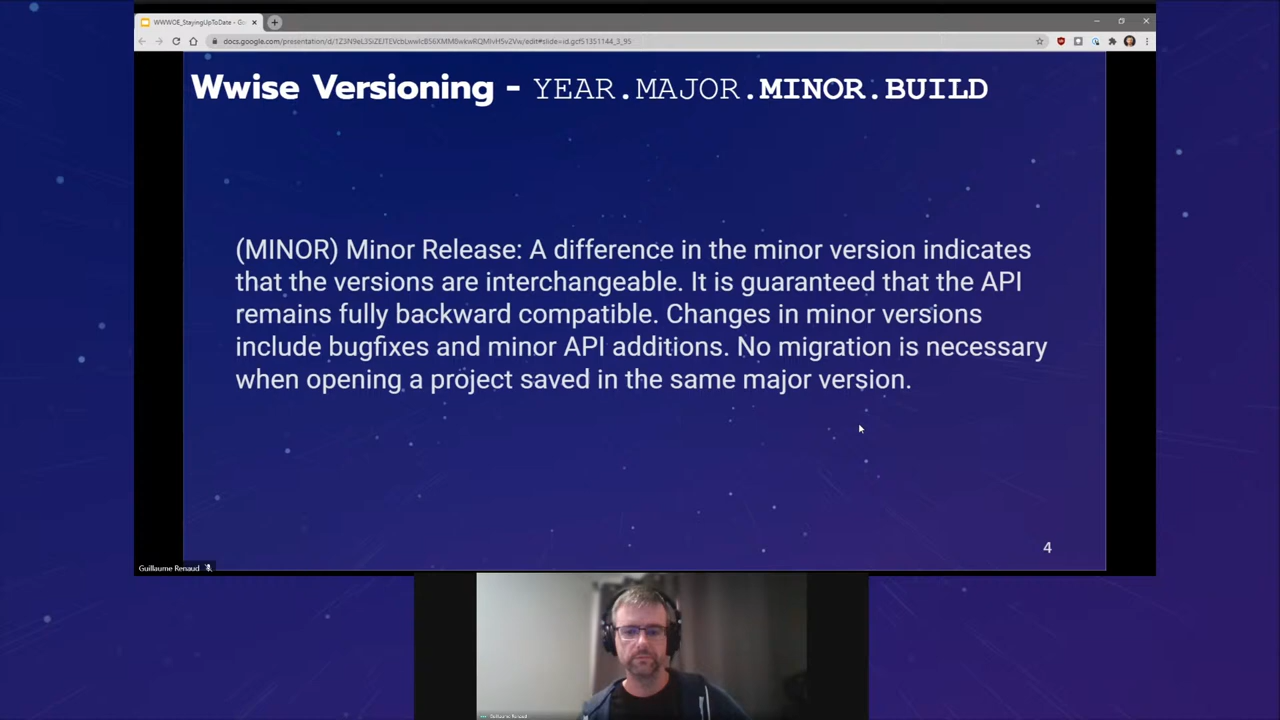 WWWOE_StayingUpToDate - Go
Wwise Versioning - YEAR.MAJOR.MINOR.BUILD
(MINOR) Minor Release: A difference in the minor version indicates
that the versions are interchangeable. It is guaranteed that the API
remains fully backward compatible. Changes in minor versions
include bugfixes and minor API additions. No migration is necessary
when opening a project saved in the same major version.
4
Guillaume Renaud